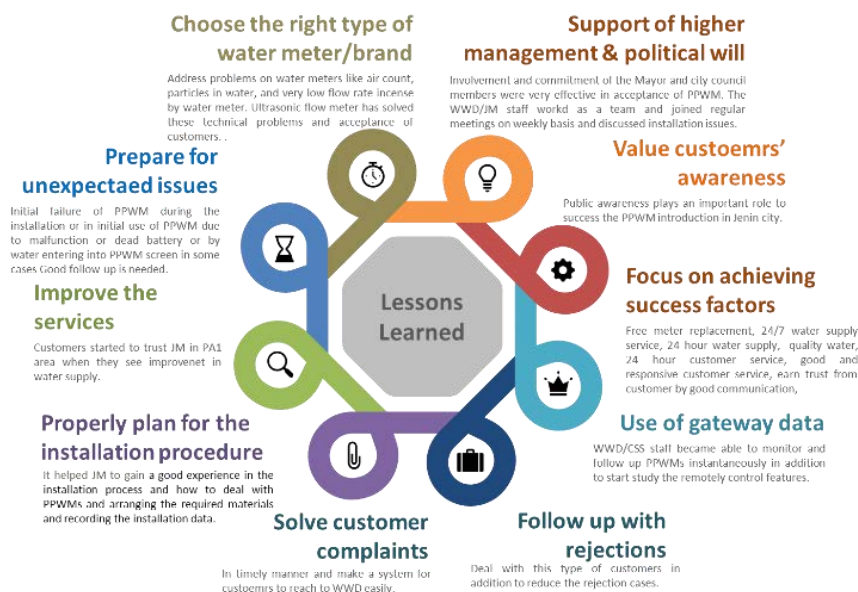 Choose the right type of
water meter/brand
Address problems on water meters like air count,
particles in water, and very low flow rate incense
by water meter. Ultrasonic flow meter has solved
these technical problems and acceptance of
customers. .
Support of higher
management & political will
Involvement and commitment of the Mayor and city council
members were very effective in acceptance of PPWM. The
WWD/JM staff workd as a team and joined regular
meetings on weekly basis and discussed installation issues.
Prepare for
unexpectaed issues
Initial failure of PPWM during the
installation or in initial use of PPWM due
to malfunction or dead battery or by
water entering into PPWM screen in some
cases Good follow up is needed.
Value custoemrs'
awareness
Public awareness plays an important role to
success the PPWM introduction in Jenin city.
Lessons
Learned
Improve the
services
Customers started to trust JM in PA1
area when they see improvenet in
water supply.
Focus on achieving
success factors
Free meter replacement, 24/7 water supply
service, 24 hour water supply, quality water,
24 hour customer service, good and
responsive customer service, earn trust from
customer by good communication,
Properly plan for the
installation procedure
It helped JM to gain a good experience in the
installation process and how to deal with
PPWMs and arranging the required materials
and recording the installation data.
Use of gateway data
WWD/CSS staff became able to monitor and
follow up PPWMs instantaneously in addition
to start study the remotely control features.
Solve customer
complaints
In timely manner and make a system for
custoemrs to reach to WWD easily.
Follow up with
rejections
Deal with this type of customers in
addition to reduce the rejection cases.